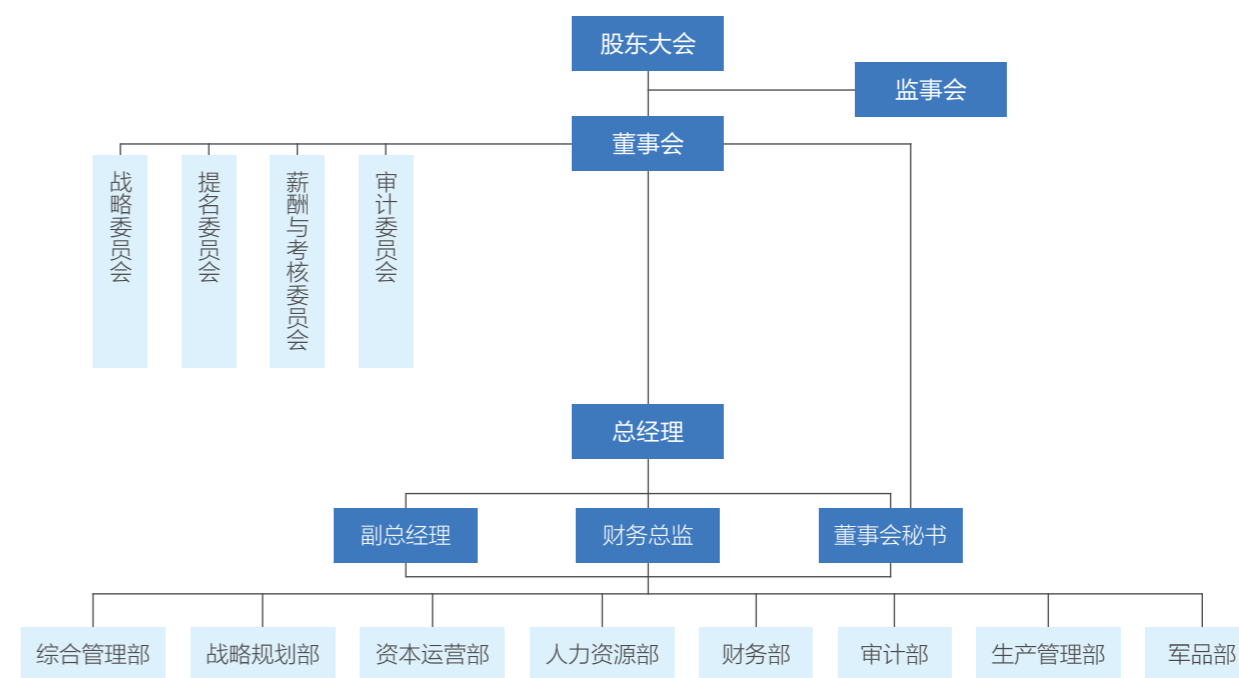 股东大会
监事会
董事会
战略委员会
提名委员会
薪酬与考核委员会
审计委员会
总经理
副总经理
财务总监
董事会秘书
综合管理部
战略规划部
资本运营部
人力资源部
财务部
审计部
生产管理部
军品部